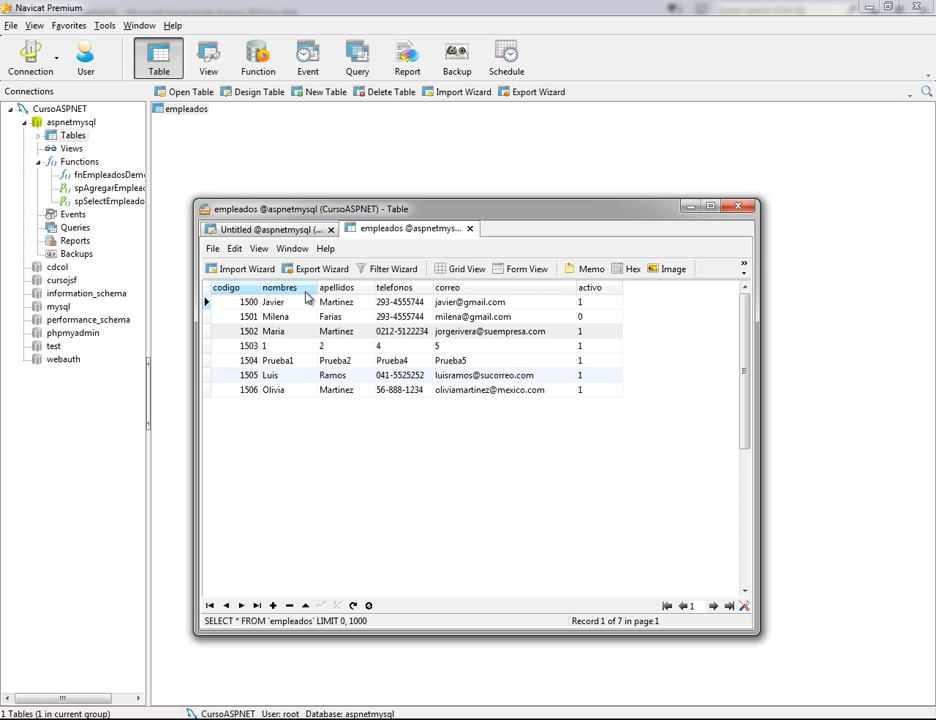 Navicat Premium
File View Favorites Tools Window Help
Connection User Table View Function Event Query Report Backup Schedule
Connections
Open Table Design Table New Table Delete Table Import Wizard Export Wizard
CursoASPNET
aspnetmysql
Tables
Views
Functions
fnEmpleadosDemo
spAgregarEmplead
spSelectEmpleado
Events
Queries
Reports
Backups
cdcol
cursojsf
information_schema
mysql
performance_schema
phpmyadmin
test
webauth
empleados
empleados @aspnetmysql (CursoASPNET) - Table
Untitled @aspnetmysql (... empleados @aspnetmys...
File Edit View Window Help
Import Wizard Export Wizard Filter Wizard Grid View Form View Memo Hex Image
codigo nombres apellidos telefonos correo activo
1500 Javier Martinez 293-4555744 javier@gmail.com 1
1501 Milena Farias 293-4555744 milena@gmail.com 0
1502 Maria Martinez 0212-5122234 jorgerivera@suempresa.com 1
1503 1 2 4 5 1
1504 Prueba1 Prueba2 Prueba4 Prueba5 1
1505 Luis Ramos 041-5525252 luisramos@sucorreo.com 1
1506 Olivia Martinez 56-888-1234 oliviamartinez@mexico.com 1
1
SELECT * FROM `empleados` LIMIT 0, 1000 Record 1 of 7 in page 1
1 Tables (1 in current group) CursoASPNET User: root Database: aspnetmysql